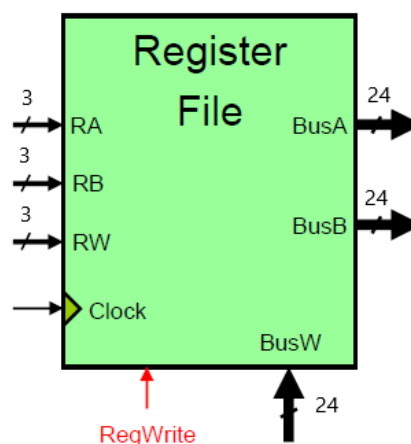 Register
File
3
RA
3
RB
3
RW
Clock
24
BusA
24
BusB
BusW
24
RegWrite